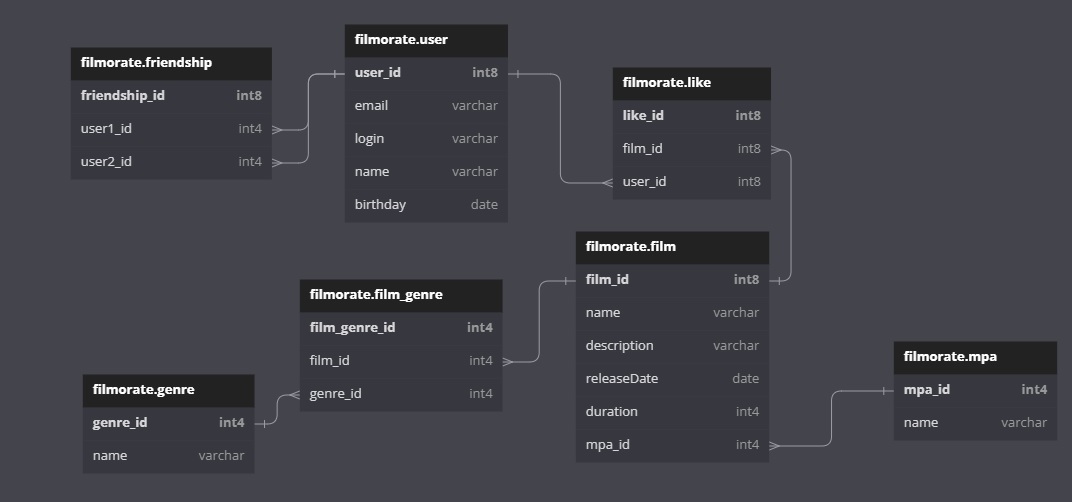 filmorate.friendship
friendship_id int8
user1_id int4
user2_id int4
filmorate.user
user_id int8
email varchar
login varchar
name varchar
birthday date
filmorate.like
like_id int8
film_id int8
user_id int8
filmorate.film
film_id int8
name varchar
description varchar
releaseDate date
duration int4
mpa_id int4
filmorate.film_genre
film_genre_id int4
film_id int4
genre_id int4
filmorate.genre
genre_id int4
name varchar
filmorate.mpa
mpa_id int4
name varchar